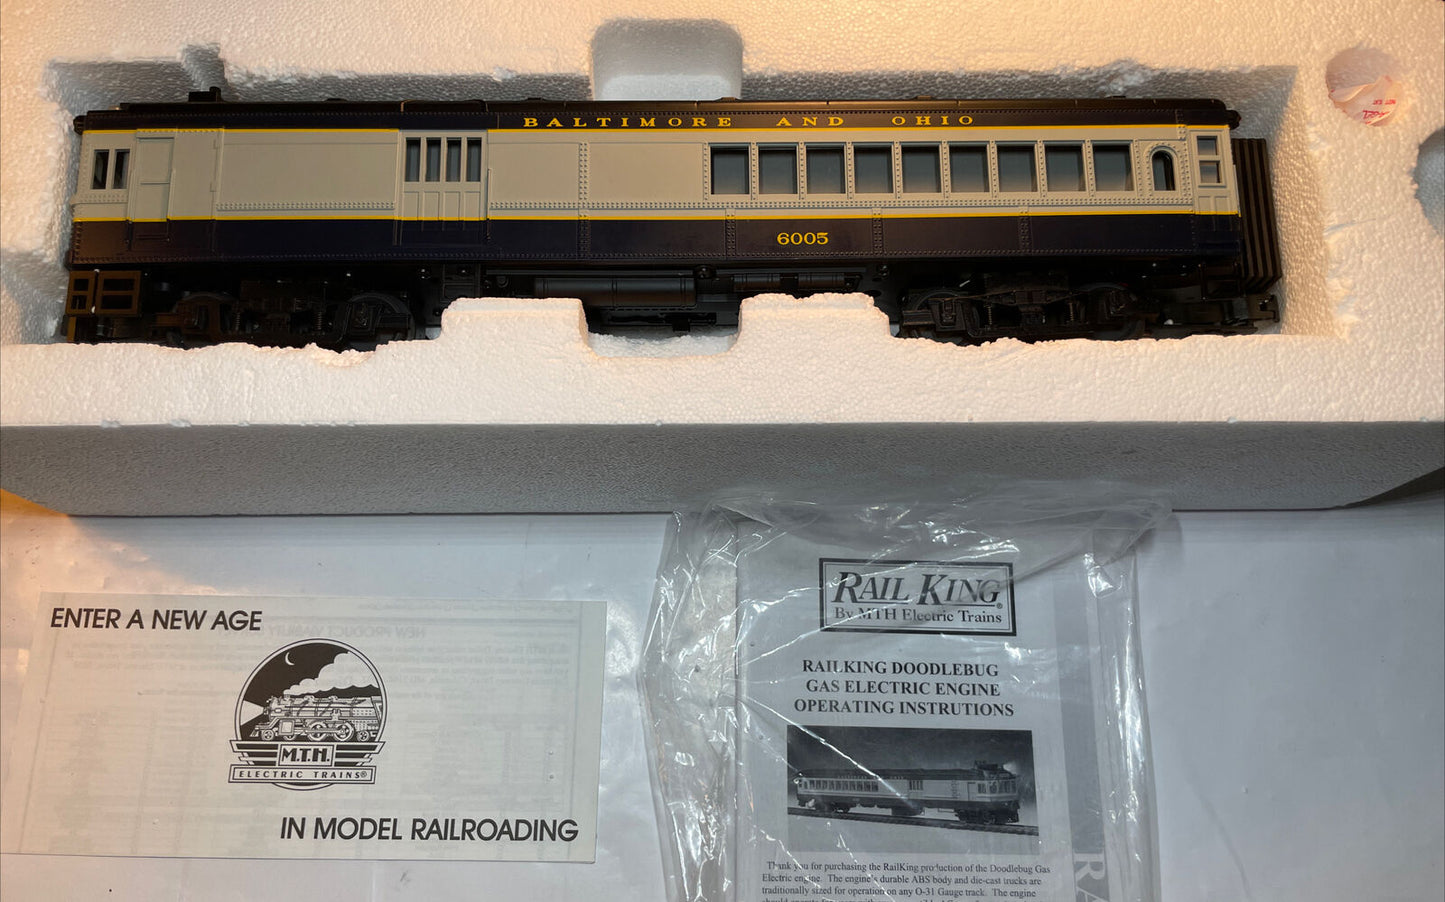 BALTIMORE AND OHIO
6005
ENTER A NEW AGE
M.T.H.
ELECTRIC TRAINS®
IN MODEL RAILROADING
RAIL KING®
By MTH Electric Trains
RAILKING DOODLEBUG
GAS ELECTRIC ENGINE
OPERATING INSTRUTIONS
Thank you for purchasing the RailKing production of the Doodlebug Gas
Electric engine. The engine's durable ABS body and die-cast trucks are
traditionally sized for operation on any O-31 Gauge track. The engine